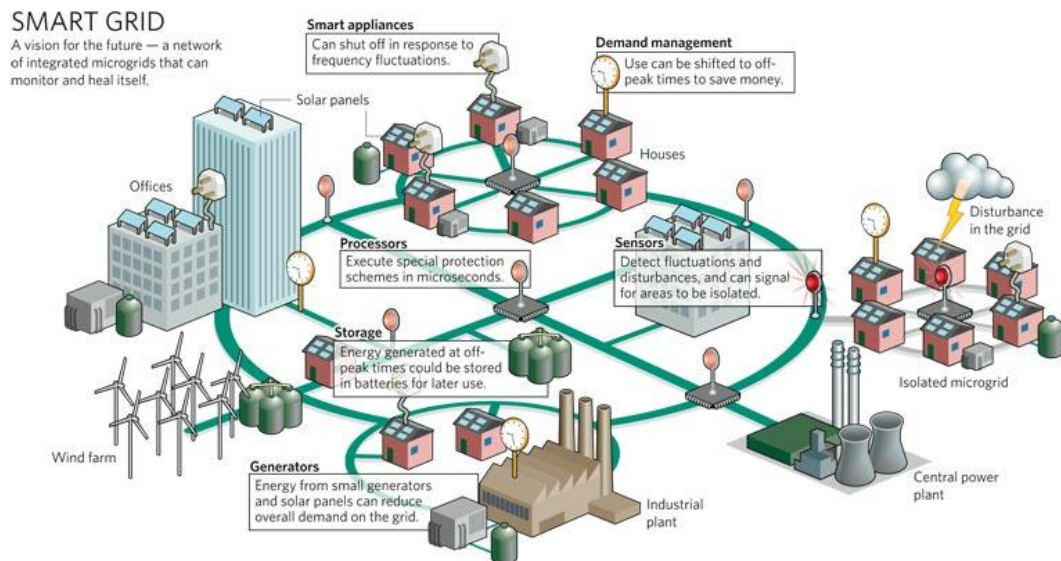 SMART GRID
A vision for the future — a network
of integrated microgrids that can
monitor and heal itself.
Smart appliances
Can shut off in response to
frequency fluctuations.
Demand management
Use can be shifted to off-
peak times to save money.
Solar panels
Houses
Offices
Disturbance
in the grid
Processors
Execute special protection
schemes in microseconds.
Sensors
Detect fluctuations and
disturbances, and can signal
for areas to be isolated.
Storage
Energy generated at off-
peak times could be stored
in batteries for later use.
Isolated microgrid
Wind farm
Generators
Energy from small generators
and solar panels can reduce
overall demand on the grid.
Industrial
plant
Central power
plant